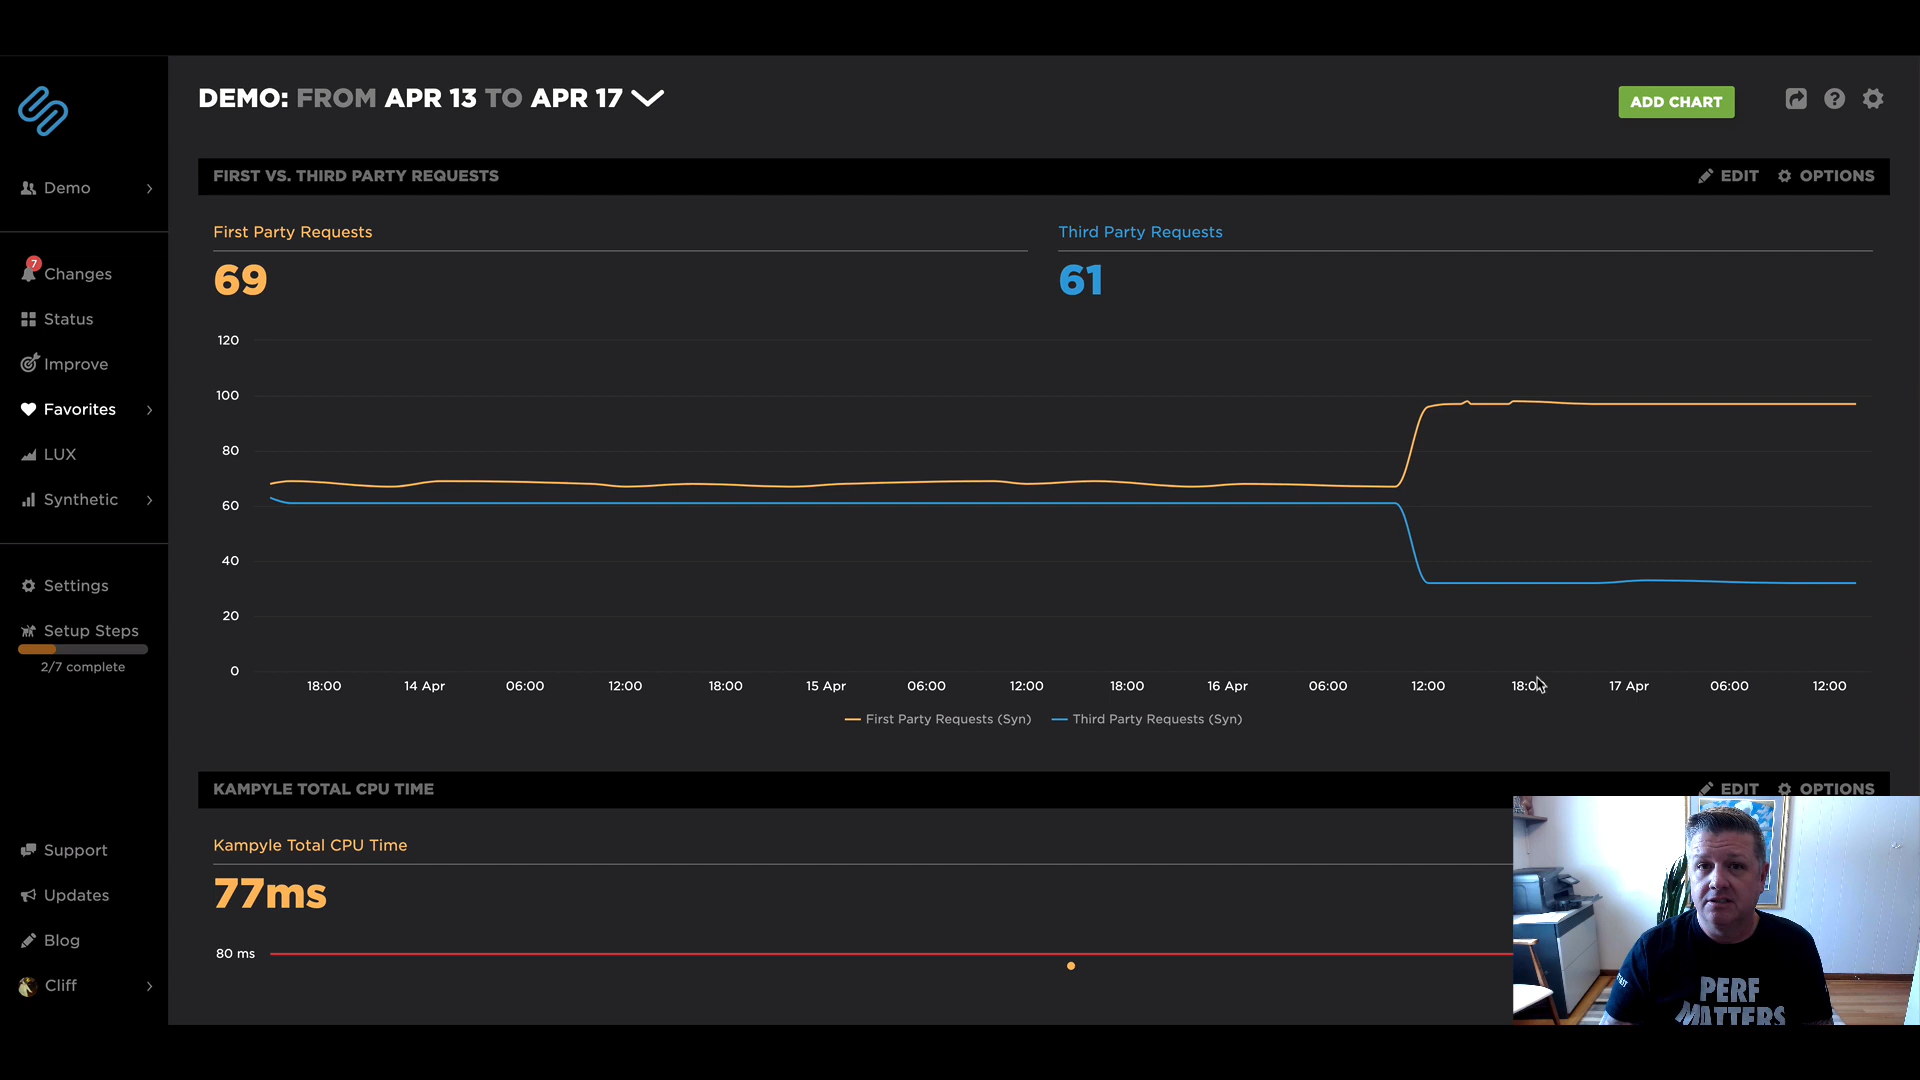 DEMO: FROM APR 13 TO APR 17
ADD CHART
Demo
7
Changes
Status
Improve
Favorites
LUX
Synthetic
Settings
Setup Steps
2/7 complete
Support
Updates
Blog
Cliff
FIRST VS. THIRD PARTY REQUESTS
EDIT
OPTIONS
First Party Requests
69
Third Party Requests
61
120
100
80
60
40
20
0
18:00 14 Apr 06:00 12:00 18:00 15 Apr 06:00 12:00 18:00 16 Apr 06:00 12:00 18:00 17 Apr 06:00 12:00
First Party Requests (Syn) Third Party Requests (Syn)
KAMPYLE TOTAL CPU TIME
EDIT
OPTIONS
Kampyle Total CPU Time
77ms
80 ms
PERF
MATTERS